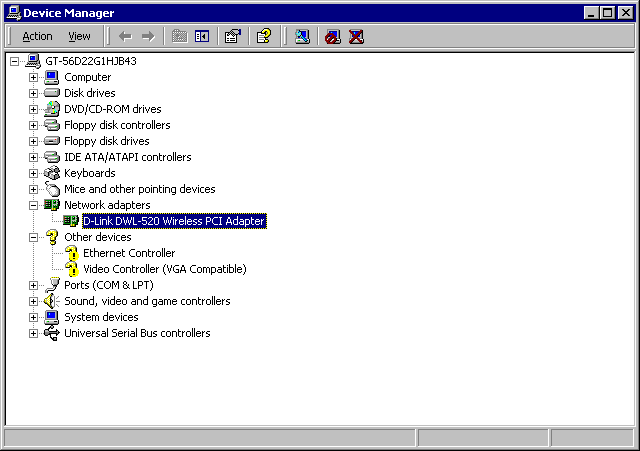 Device Manager
Action View
GT-56D22G1HJB43
Computer
Disk drives
DVD/CD-ROM drives
Floppy disk controllers
Floppy disk drives
IDE ATA/ATAPI controllers
Keyboards
Mice and other pointing devices
Network adapters
D-Link DWL-520 Wireless PCI Adapter
Other devices
Ethernet Controller
Video Controller (VGA Compatible)
Ports (COM & LPT)
Sound, video and game controllers
System devices
Universal Serial Bus controllers